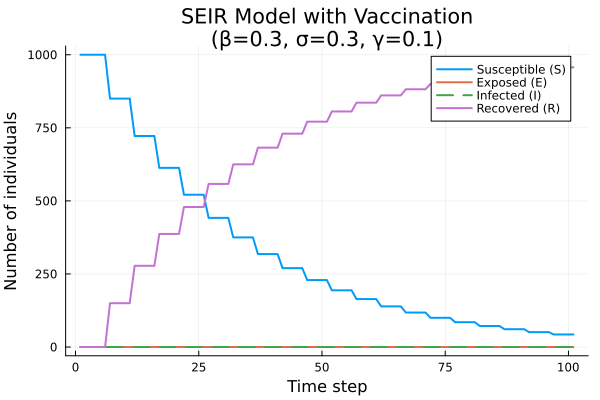 SEIR Model with Vaccination
(β=0.3, σ=0.3, γ=0.1)
Number of individuals
1000
750
500
250
0
Susceptible (S)
Exposed (E)
Infected (I)
Recovered (R)
0
25
50
75
100
Time step